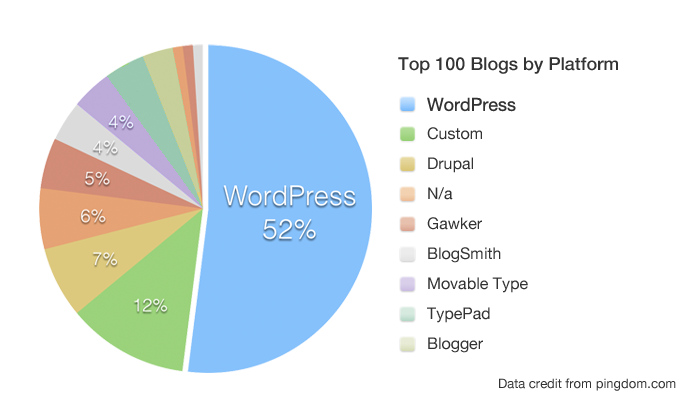 Top 100 Blogs by Platform
WordPress
Custom
Drupal
N/a
Gawker
BlogSmith
Movable Type
TypePad
Blogger
4%
4%
5%
6%
7%
12%
WordPress
52%
Data credit from pingdom.com